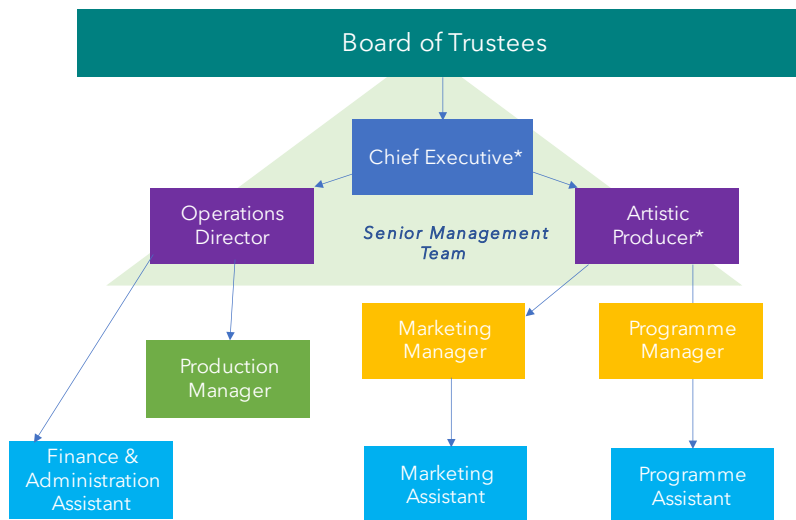 Board of Trustees
Chief Executive*
Operations
Director
Artistic
Producer*
Senior Management
Team
Marketing
Manager
Programme
Manager
Production
Manager
Finance &
Administration
Assistant
Marketing
Assistant
Programme
Assistant